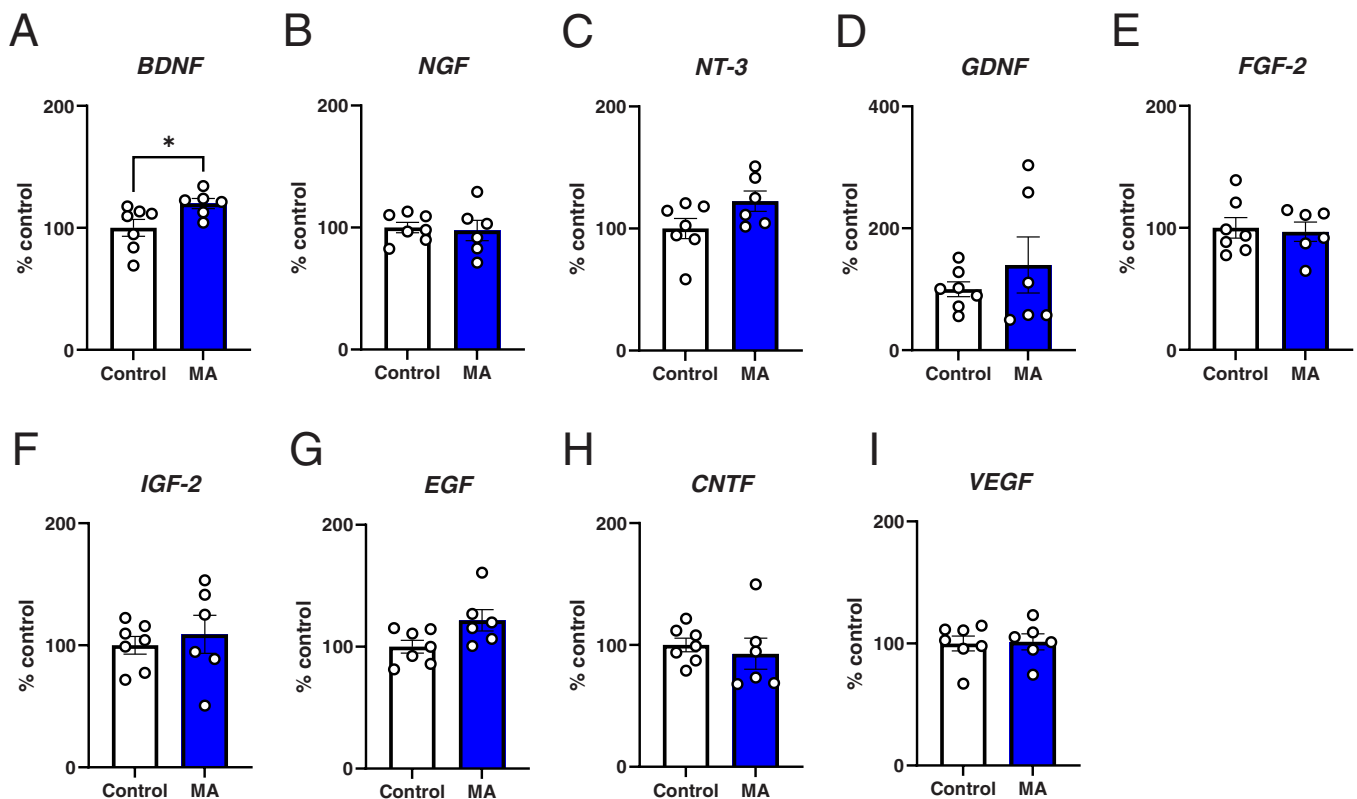 A
BDNF
200
100
0
% control
*
Control MA
B
NGF
200
100
0
% control
Control MA
C
NT-3
200
100
0
% control
Control MA
D
GDNF
400
200
0
% control
Control MA
E
FGF-2
200
100
0
% control
Control MA
F
IGF-2
200
100
0
% control
Control MA
G
EGF
200
100
0
% control
Control MA
H
CNTF
200
100
0
% control
Control MA
I
VEGF
200
100
0
% control
Control MA